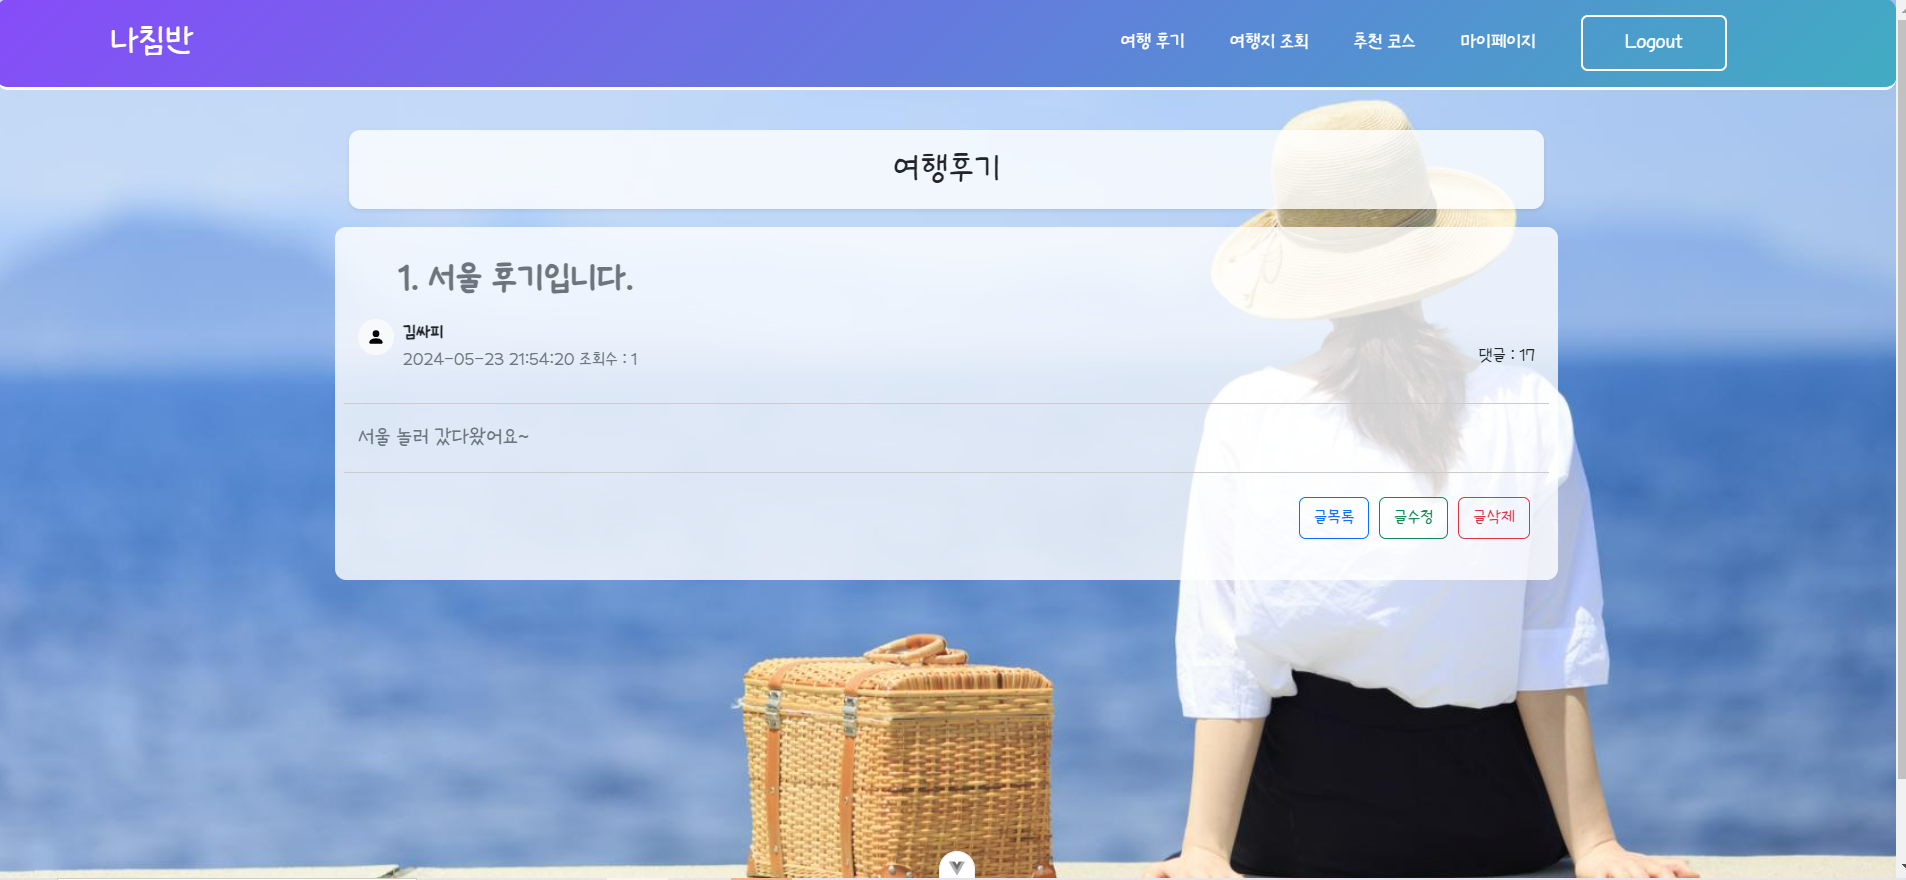 나침반
여행 후기 여행지 조회 추천 코스 마이페이지 Logout
여행후기
1. 서울 후기입니다.
김싸피
2024-05-23 21:54:20 조회수 : 1
댓글 : 17
서울 놀러 갔다왔어요~
글목록 글수정 글삭제